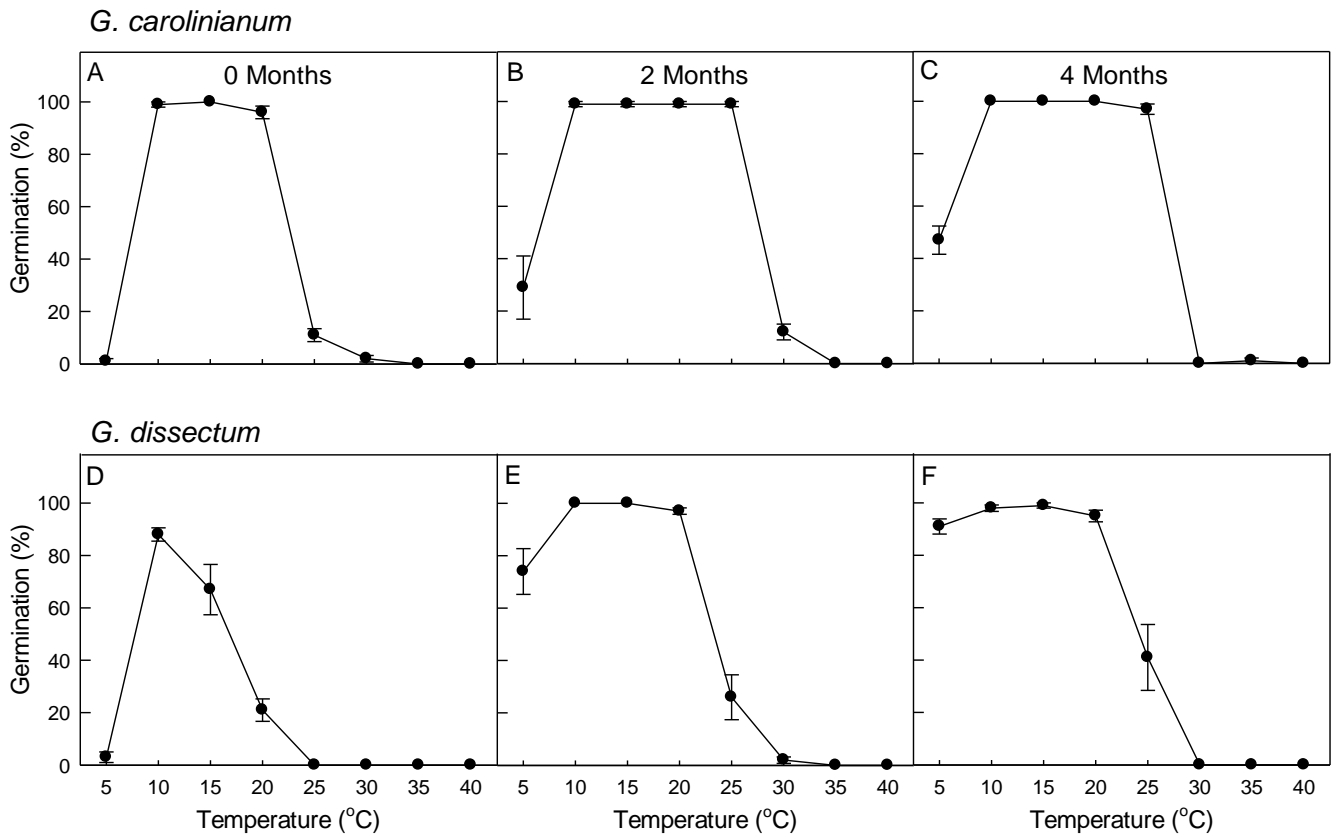 G. carolinianum
A 0 Months
B 2 Months
C 4 Months
Germination (%)
100
80
60
40
20
0
G. dissectum
D
E
F
Germination (%)
100
80
60
40
20
0
5 10 15 20 25 30 35 40
5 10 15 20 25 30 35 40
5 10 15 20 25 30 35 40
Temperature (°C)
Temperature (°C)
Temperature (°C)